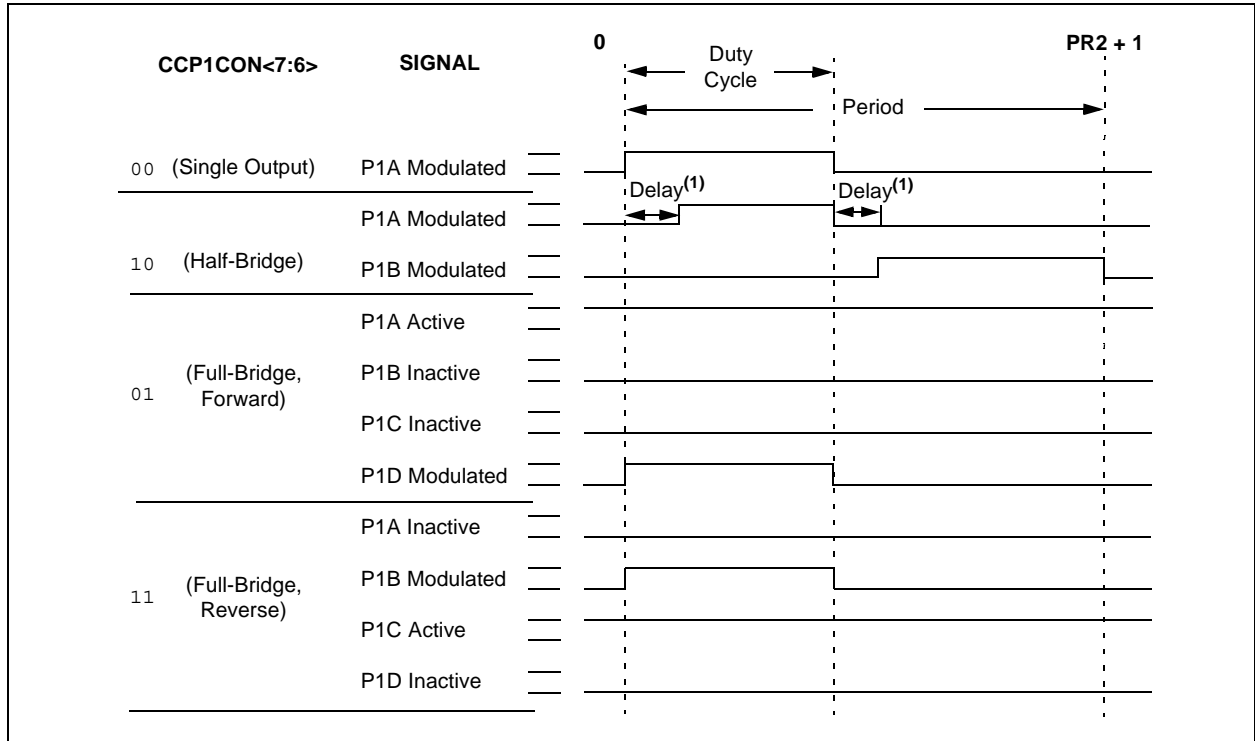 0
PR2 + 1
CCP1CON<7:6>
SIGNAL
Duty
Cycle
Period
00 (Single Output) P1A Modulated
Delay(1)
Delay(1)
P1A Modulated
10 (Half-Bridge) P1B Modulated
P1A Active
01
(Full-Bridge,
Forward)
P1B Inactive
P1C Inactive
P1D Modulated
P1A Inactive
11
(Full-Bridge,
Reverse)
P1B Modulated
P1C Active
P1D Inactive